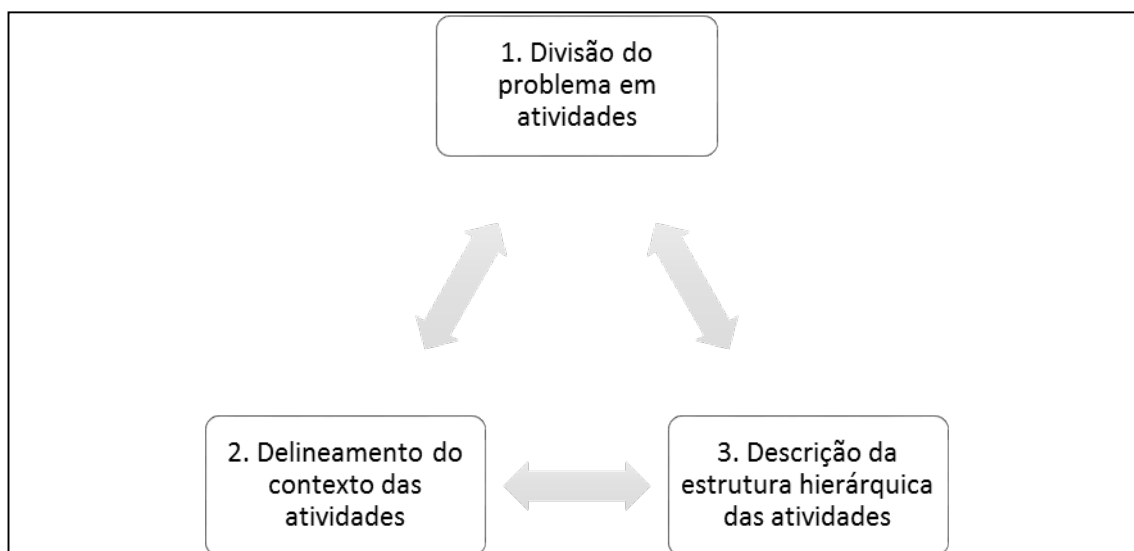 1. Divisão do
problema em
atividades
2. Delineamento do
contexto das
atividades
3. Descrição da
estrutura hierárquica
das atividades